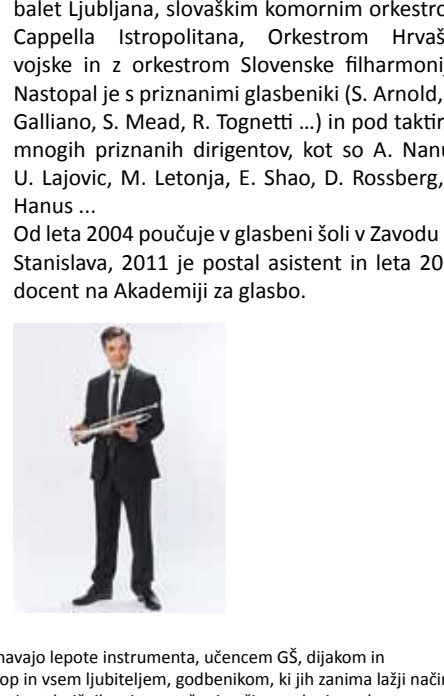 balet Ljubljana, slovaškim komornim orkestro
Cappella Istropolitana, Orkestrom Hrvaš
vojske in z orkestrom Slovenske filharmonij
Nastopal je s priznanimi glasbeniki (S. Arnold,
Galliano, S. Mead, R. Tognetti ...) in pod taktir
mnogih priznanih dirigentov, kot so A. Nanu
U. Lajovic, M. Letonja, E. Shao, D. Rossberg,
Hanus ...
Od leta 2004 poučuje v glasbeni šoli v Zavodu
Stanislava, 2011 je postal asistent in leta 20
docent na Akademiji za glasbo.
navajo lepote instrumenta, učencem GŠ, dijakom in
op in vsem ljubiteljem, godbenikom, ki jih zanima lažji način